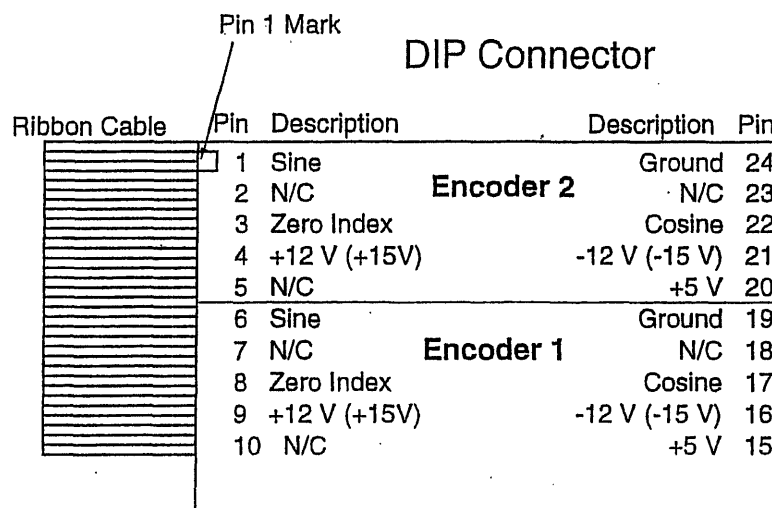 Pin 1 Mark
DIP Connector
Ribbon Cable Pin Description Description Pin
1 Sine Ground 24
2 N/C Encoder 2 N/C 23
3 Zero Index Cosine 22
4 +12 V (+15V) -12 V (-15 V) 21
5 N/C +5 V 20
6 Sine Ground 19
7 N/C Encoder 1 N/C 18
8 Zero Index Cosine 17
9 +12 V (+15V) -12 V (-15 V) 16
10 N/C +5 V 15